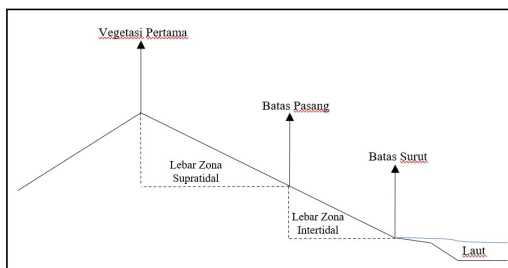 Vegetasi Pertama
Batas Pasang
Batas Surut
Lebar Zona
Supratidal
Lebar Zona
Intertidal
Laut